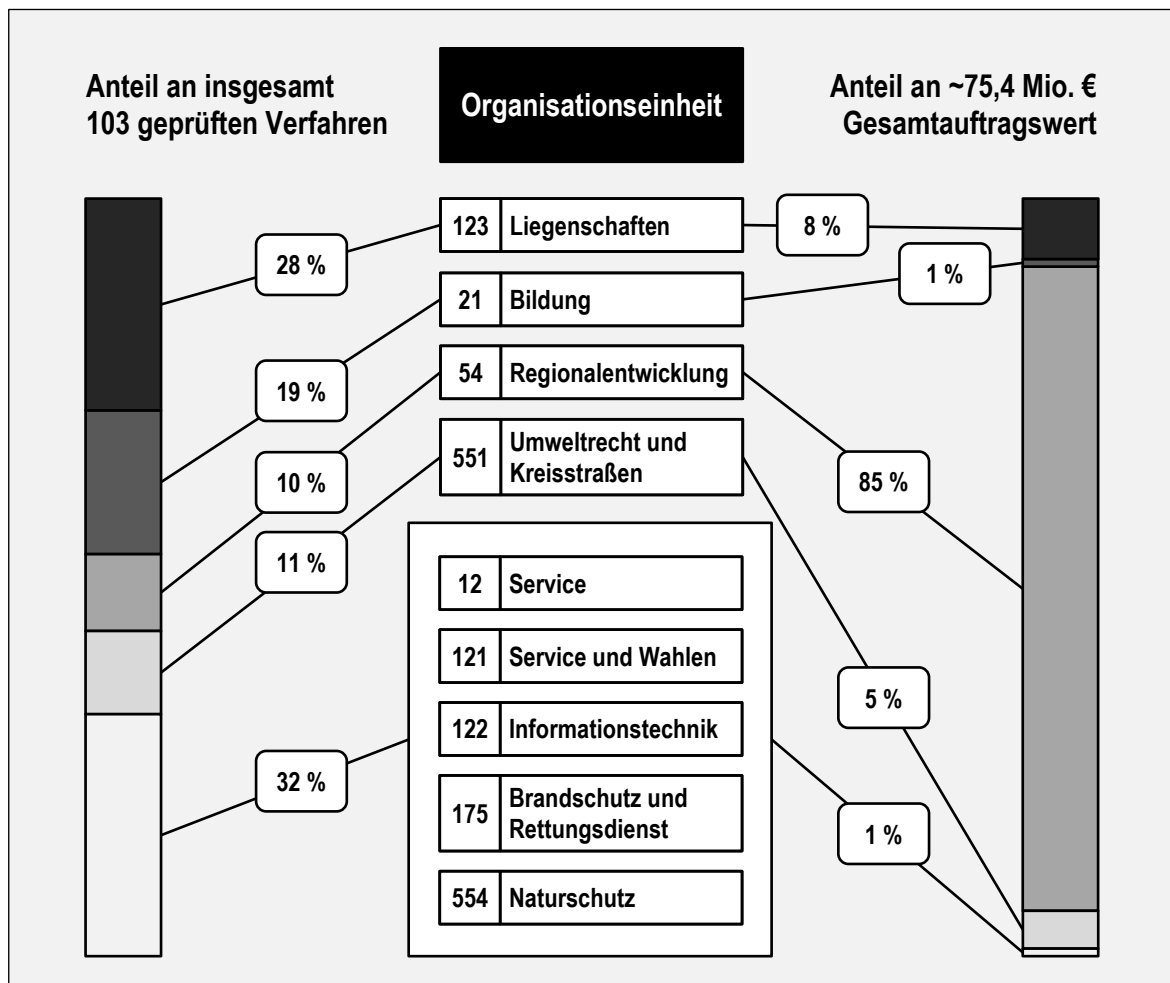 Anteil an insgesamt
103 geprüften Verfahren
Organisationseinheit
Anteil an ~75,4 Mio. €
Gesamtauftragswert
28 %
123 Liegenschaften
8 %
19 %
21 Bildung
1 %
10 %
54 Regionalentwicklung
85 %
11 %
551 Umweltrecht und
Kreisstraßen
5 %
32 %
12 Service
121 Service und Wahlen
122 Informationstechnik
175 Brandschutz und
Rettungsdienst
554 Naturschutz
1 %